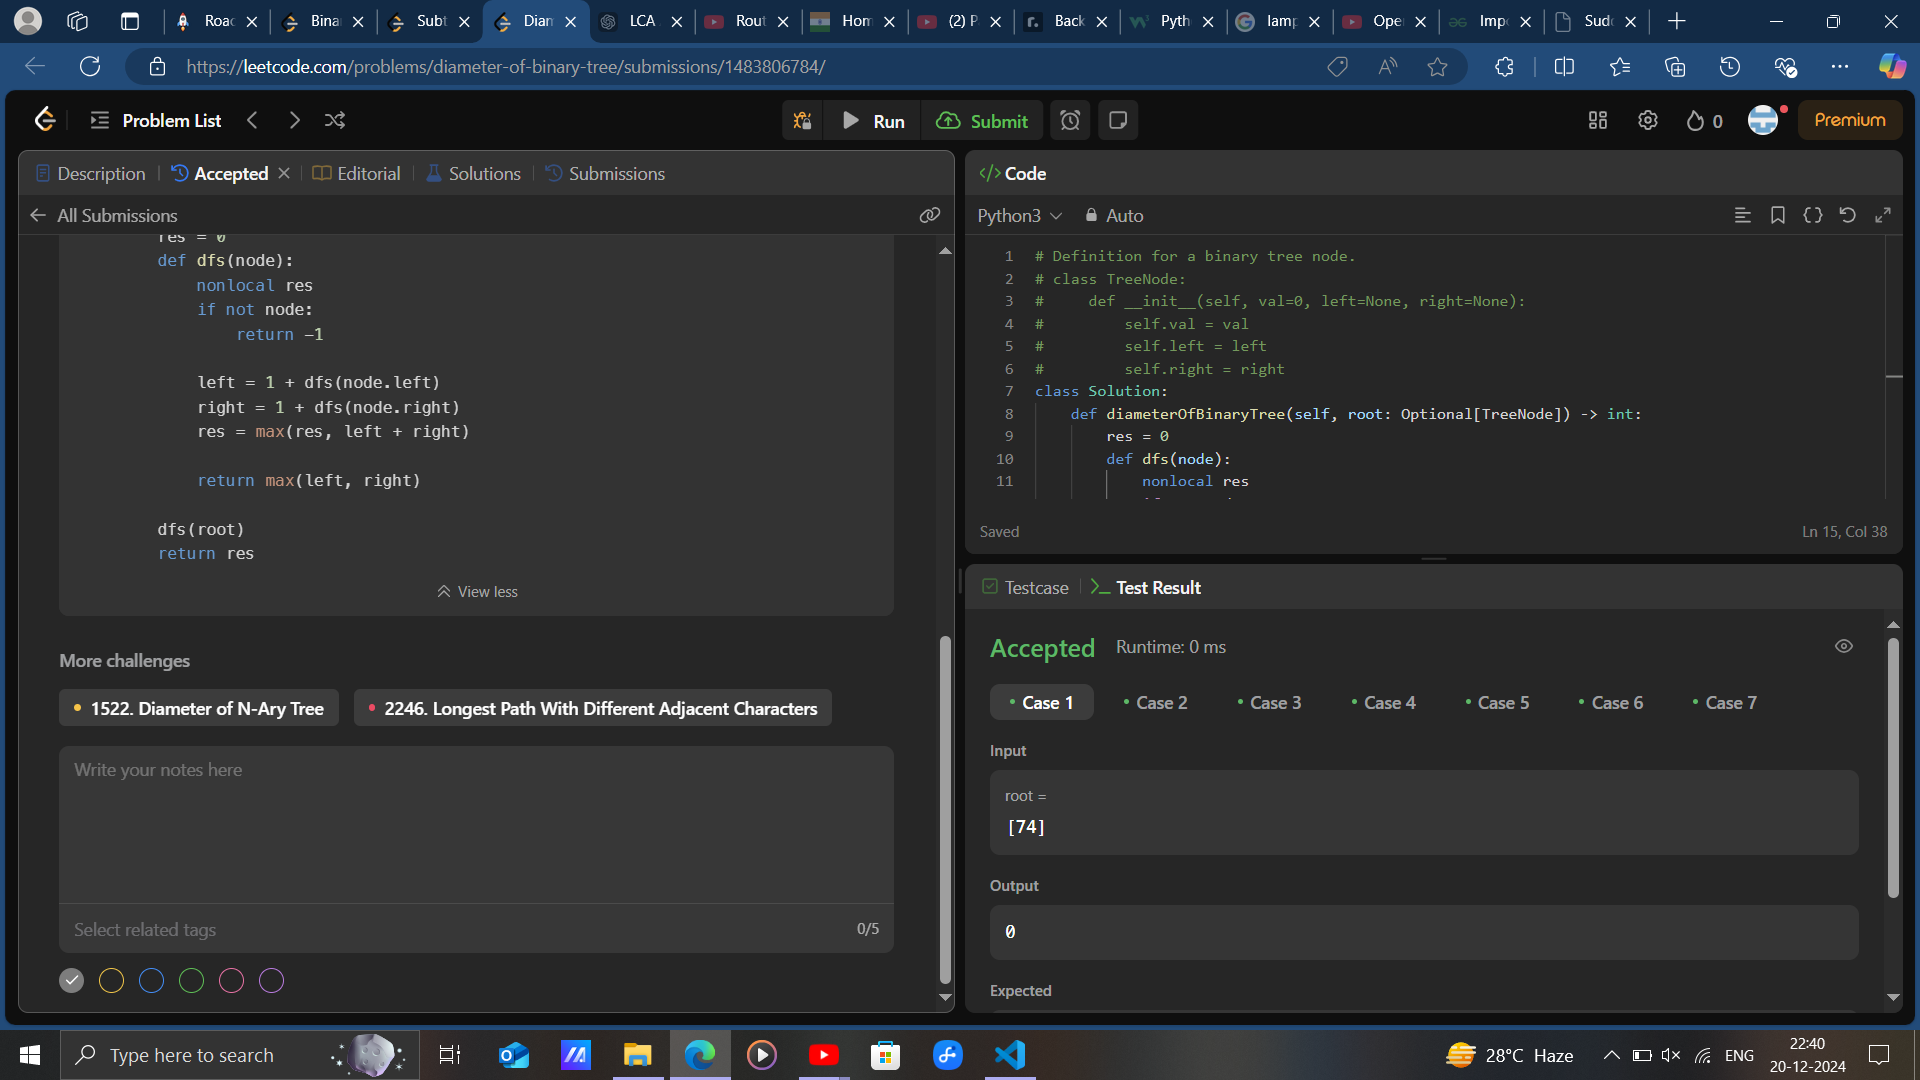 Roac
Bina
Subt
Diam
LCA
Rout
Hom
(2) P
Back
Pyth
lamp
Ope
Impo
Sudo
https://leetcode.com/problems/diameter-of-binary-tree/submissions/1483806784/
Problem List
Run
Submit
0
Premium
Description
Accepted
Editorial
Solutions
Submissions
All Submissions
res = 0
def dfs(node):
nonlocal res
if not node:
return -1
left = 1 + dfs(node.left)
right = 1 + dfs(node.right)
res = max(res, left + right)
return max(left, right)
dfs(root)
return res
View less
More challenges
1522. Diameter of N-Ary Tree
2246. Longest Path With Different Adjacent Characters
Write your notes here
Select related tags
0/5
</> Code
Python3
Auto
1 # Definition for a binary tree node.
2 # class TreeNode:
3 #     def __init__(self, val=0, left=None, right=None):
4 #         self.val = val
5 #         self.left = left
6 #         self.right = right
7 class Solution:
8     def diameterOfBinaryTree(self, root: Optional[TreeNode]) -> int:
9         res = 0
10         def dfs(node):
11             nonlocal res
Saved
Ln 15, Col 38
Testcase
Test Result
Accepted
Runtime: 0 ms
Case 1
Case 2
Case 3
Case 4
Case 5
Case 6
Case 7
Input
root =
[74]
Output
0
Expected
Type here to search
28°C Haze
ENG
22:40
20-12-2024